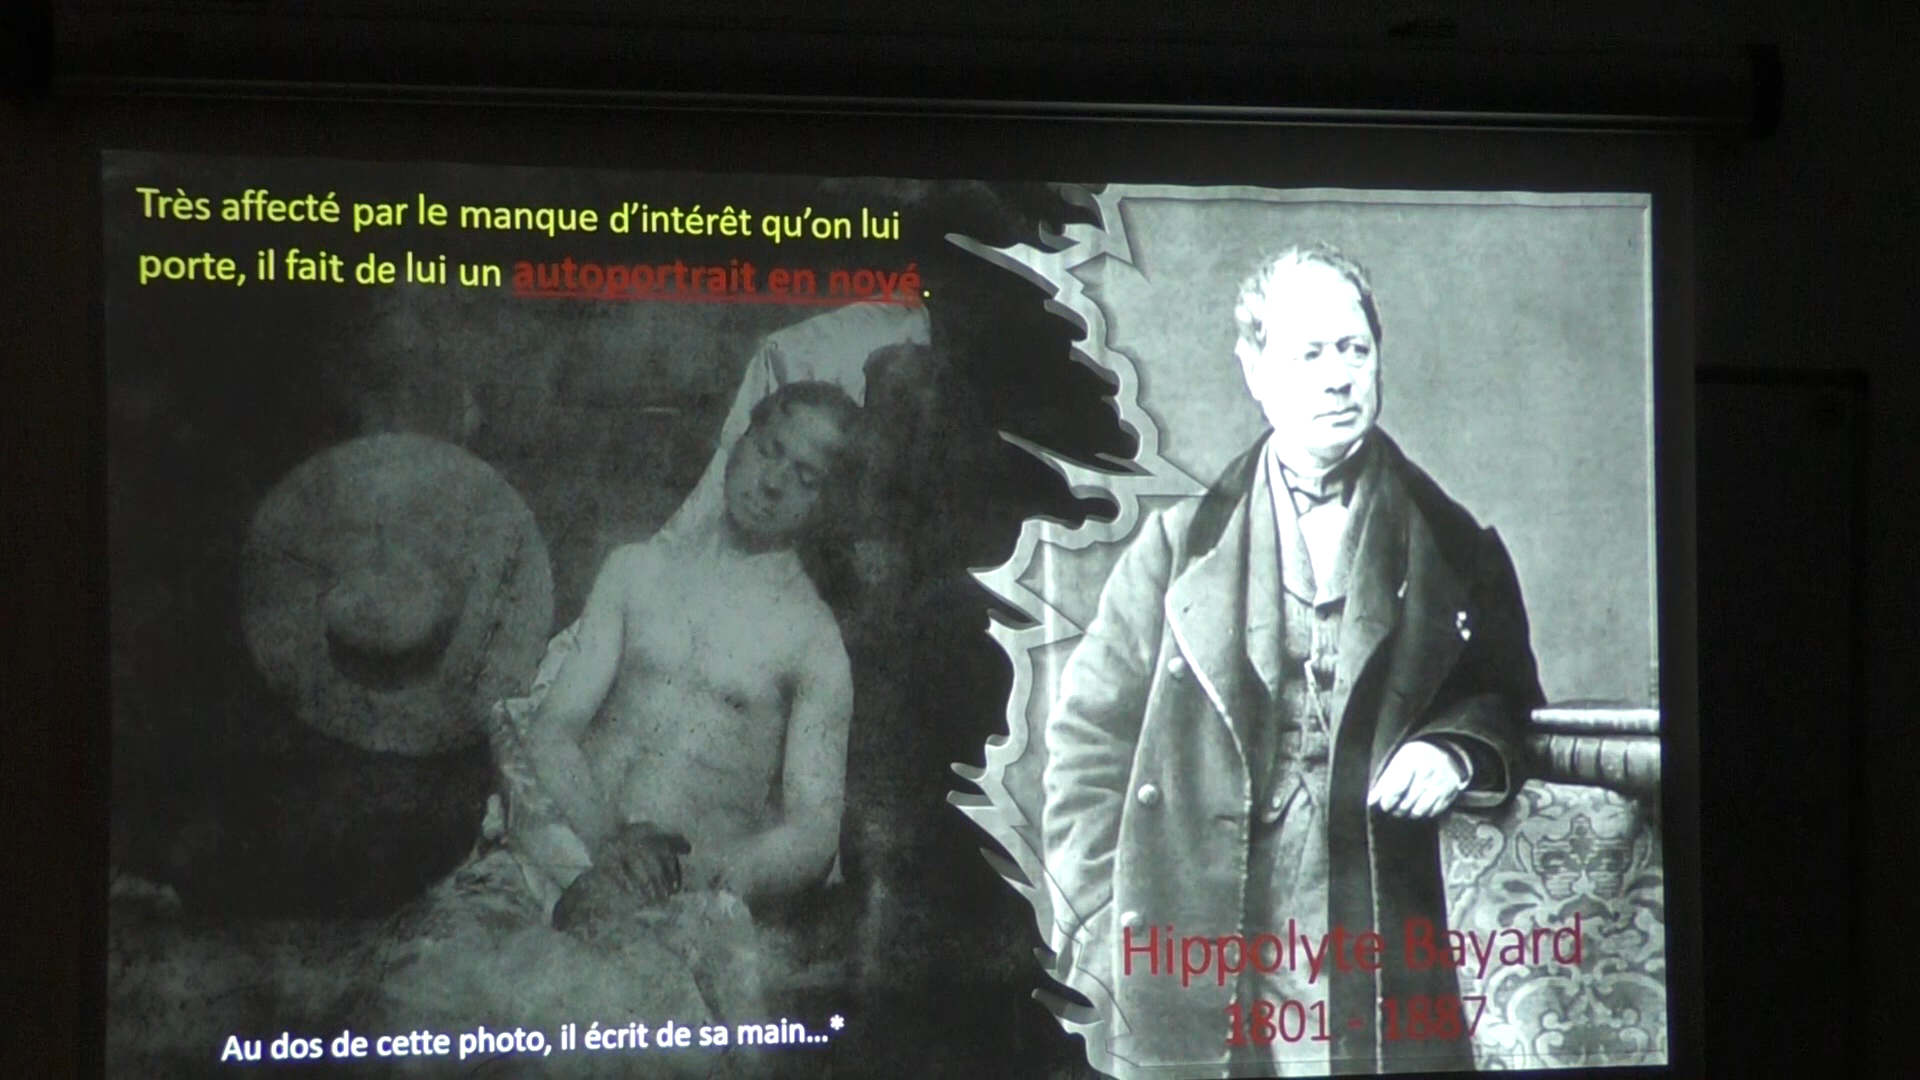 Très affecté par le manque d'intérêt qu'on lui
porte, il fait de lui un autoportrait en noyé.
Au dos de cette photo, il écrit de sa main...*
Hippolyte Bayard
1801 - 1887